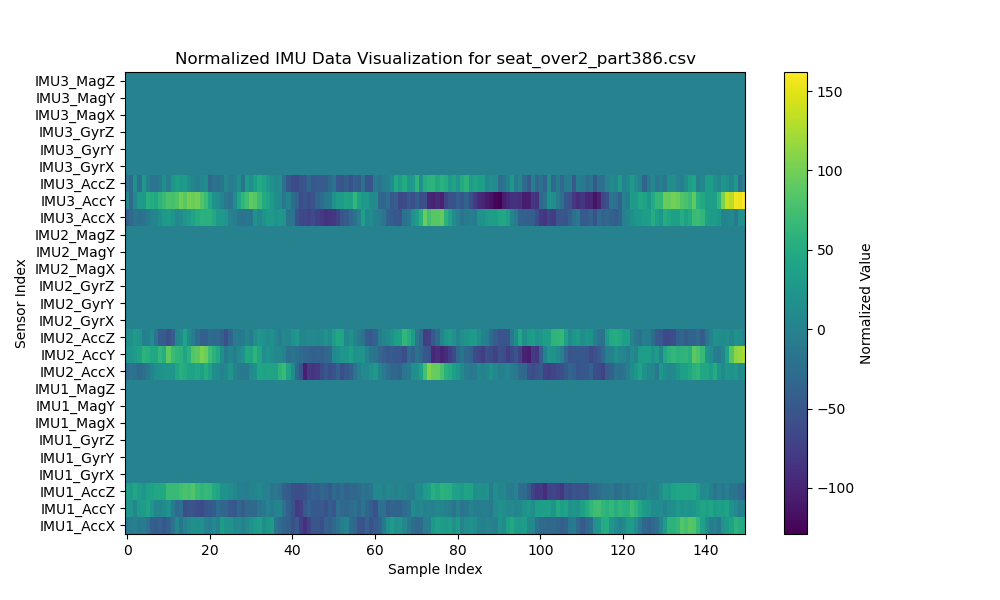 Normalized IMU Data Visualization for seat_over2_part386.csv
IMU3_MagZ
IMU3_MagY
IMU3_MagX
IMU3_GyrZ
IMU3_GyrY
IMU3_GyrX
IMU3_AccZ
IMU3_AccY
IMU3_AccX
IMU2_MagZ
IMU2_MagY
IMU2_MagX
IMU2_GyrZ
IMU2_GyrY
IMU2_GyrX
IMU2_AccZ
IMU2_AccY
IMU2_AccX
IMU1_MagZ
IMU1_MagY
IMU1_MagX
IMU1_GyrZ
IMU1_GyrY
IMU1_GyrX
IMU1_AccZ
IMU1_AccY
IMU1_AccX
Sensor Index
0 20 40 60 80 100 120 140
Sample Index
150
100
50
0
−50
−100
Normalized Value